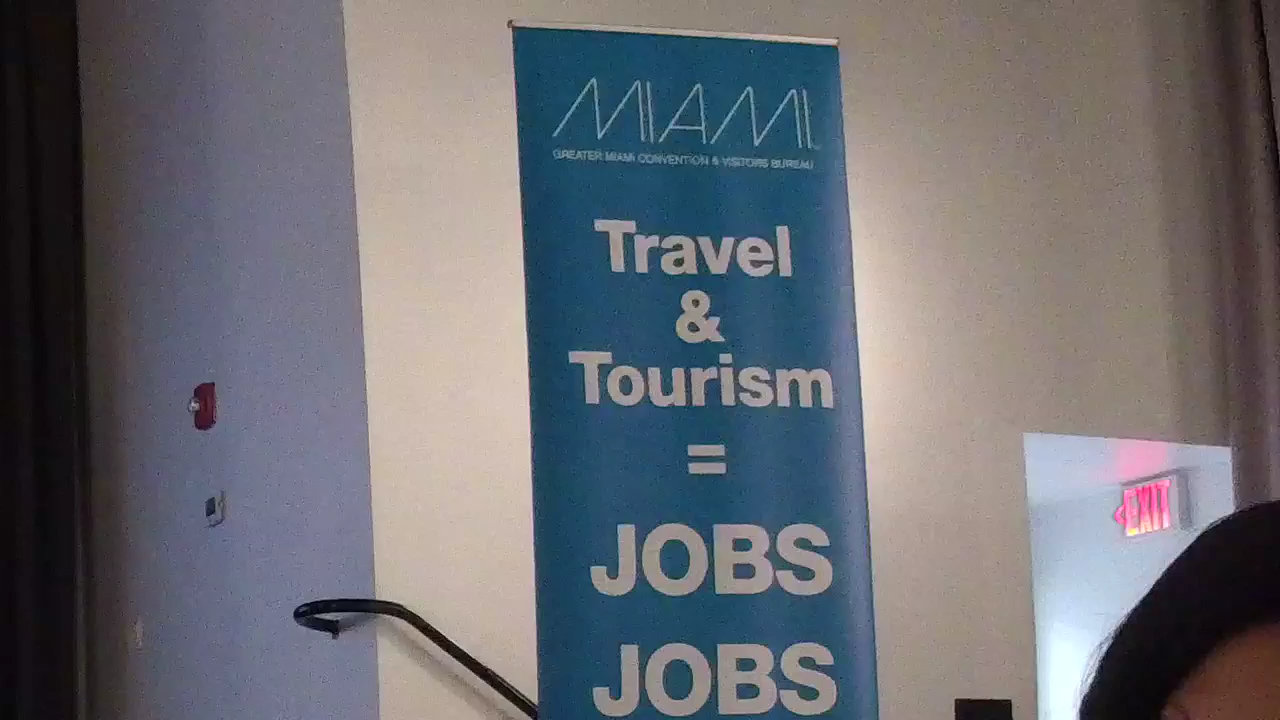 MIAMI
GREATER MIAMI CONVENTION & VISITORS BUREAU
Travel
&
Tourism
=
JOBS
JOBS
EXIT